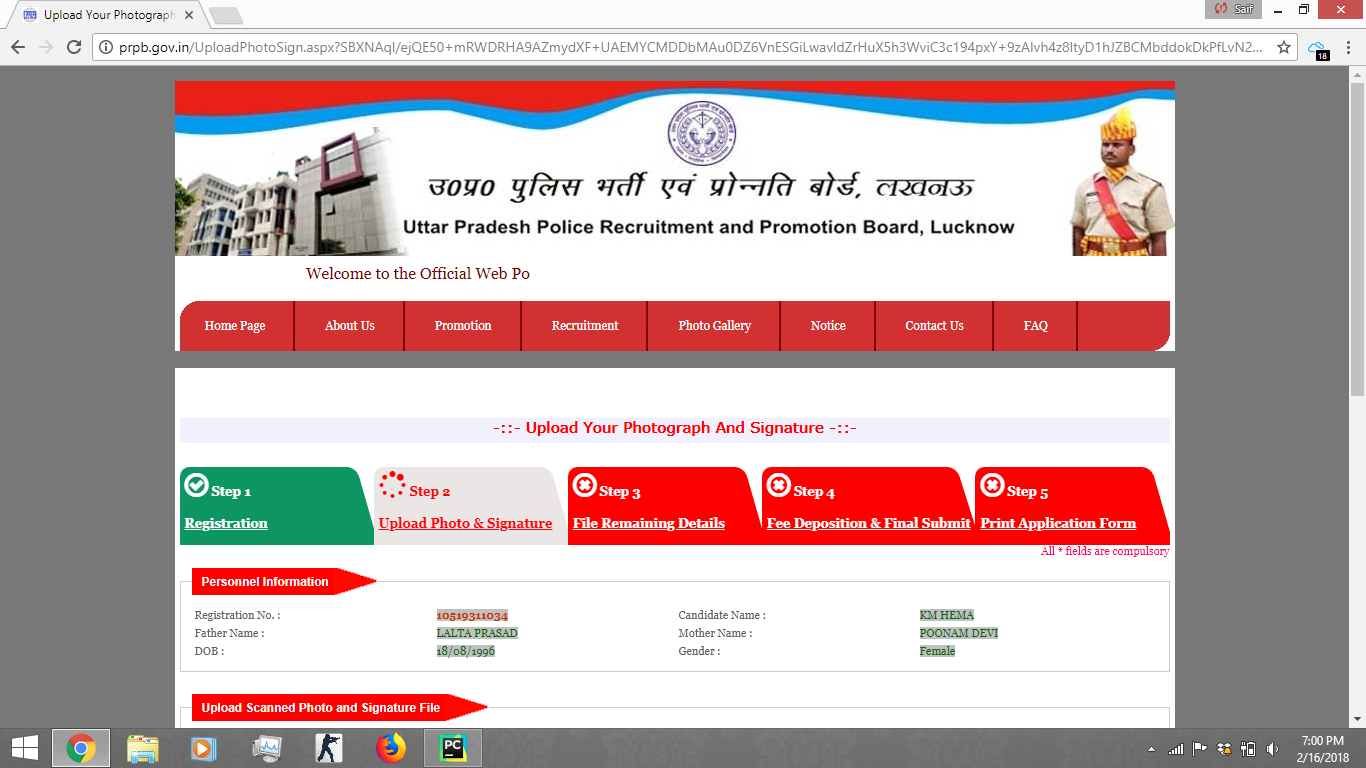 Upload Your Photograph
Saif
prpb.gov.in/UploadPhotoSign.aspx?SBXNAqI/ejQE50+mRWDRHA9AZmydXF+UAEMYCMDDbMAu0DZ6VnESGiLwavIdZrHuX5h3WviC3c194pxY+9zAlvh4z8ltyD1hJZBCMbddokDkPfLvN2...
18
उ0प्र0 पुलिस भर्ती एवं प्रोन्नति बोर्ड, लखनऊ
Uttar Pradesh Police Recruitment and Promotion Board, Lucknow
Welcome to the Official Web Po
Home Page About Us Promotion Recruitment Photo Gallery Notice Contact Us FAQ
-::- Upload Your Photograph And Signature -::-
Step 1 Step 2 Step 3 Step 4 Step 5
Registration Upload Photo & Signature File Remaining Details Fee Deposition & Final Submit Print Application Form
All * fields are compulsory
Personnel Information
Registration No. : 10519311034 Candidate Name : KM HEMA
Father Name : LALTA PRASAD Mother Name : POONAM DEVI
DOB : 18/08/1996 Gender : Female
Upload Scanned Photo and Signature File
PC
7:00 PM
2/16/2018